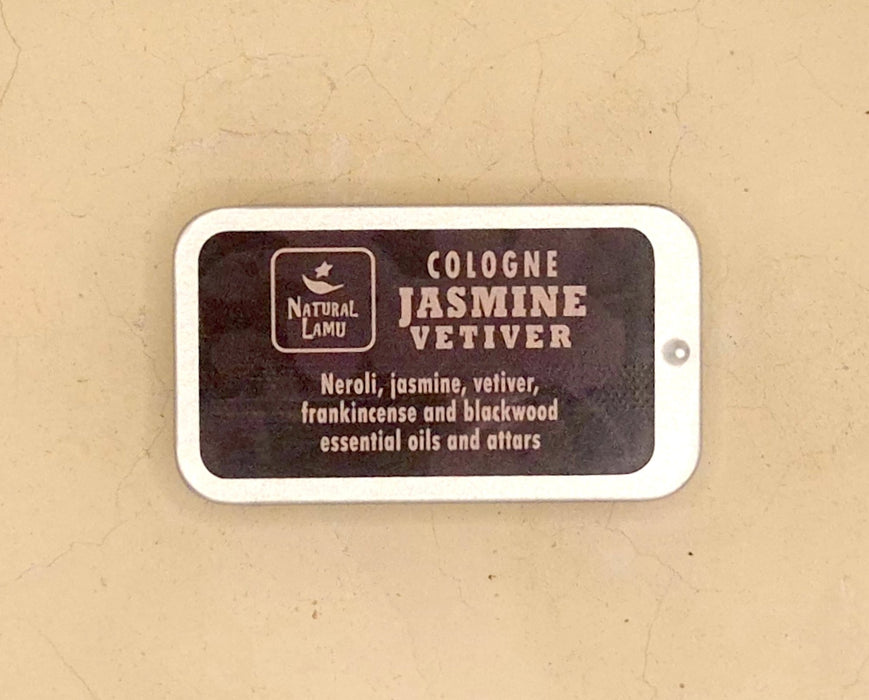 NATURAL
LAMU
COLOGNE
JASMINE
VETIVER
Neroli, jasmine, vetiver,
frankincense and blackwood
essential oils and attars